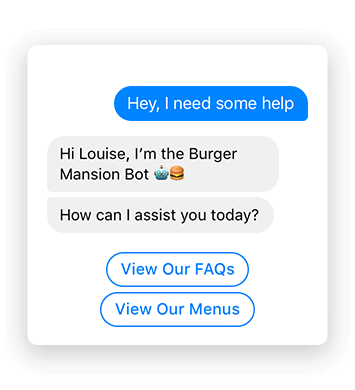 Hey, I need some help
Hi Louise, I’m the Burger
Mansion Bot 🤖🍔
How can I assist you today?
View Our FAQs
View Our Menus